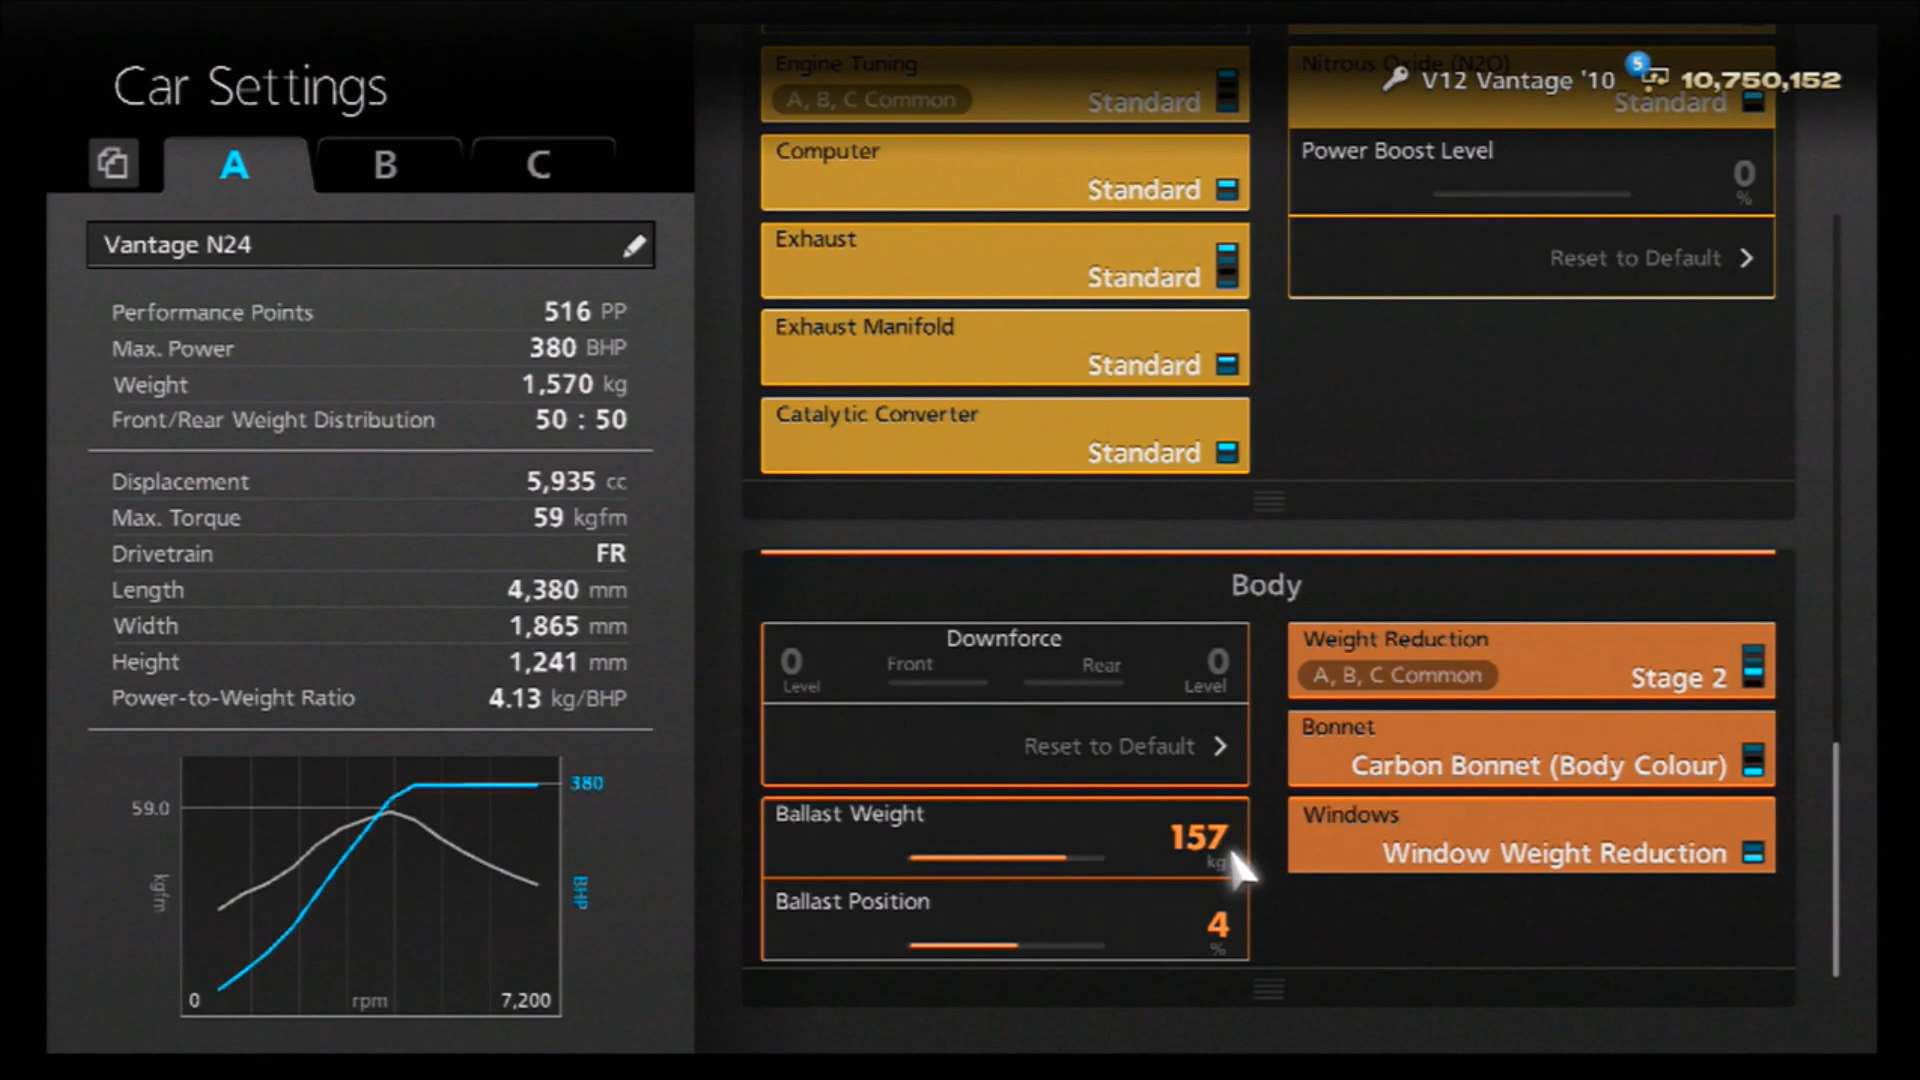 Car Settings
V12 Vantage '10
5
10,750,152
A
B
C
Vantage N24
Performance Points 516 PP
Max. Power 380 BHP
Weight 1,570 kg
Front/Rear Weight Distribution 50 : 50
Displacement 5,935 cc
Max. Torque 59 kgfm
Drivetrain FR
Length 4,380 mm
Width 1,865 mm
Height 1,241 mm
Power-to-Weight Ratio 4.13 kg/BHP
380
59.0
kgfm
BHP
0 rpm 7,200
Engine Tuning
A, B, C Common Standard
Computer
Standard
Exhaust
Standard
Exhaust Manifold
Standard
Catalytic Converter
Standard
Nitrous Oxide (N2O)
Standard
Power Boost Level
0
%
Reset to Default
Body
Downforce
0 Front Rear 0
Level Level
Reset to Default
Ballast Weight
157
kg
Ballast Position
4
%
Weight Reduction
A, B, C Common Stage 2
Bonnet
Carbon Bonnet (Body Colour)
Windows
Window Weight Reduction